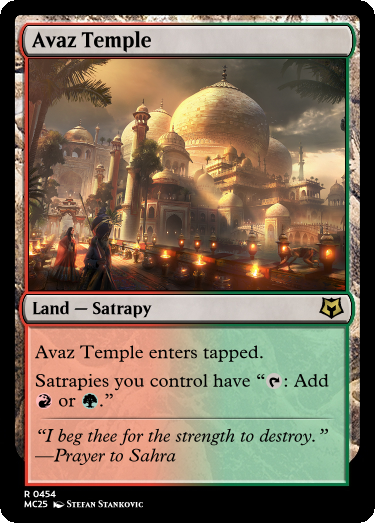 Avaz Temple
Land — Satrapy
Avaz Temple enters tapped.
Satrapies you control have “: Add
or .”
“I beg thee for the strength to destroy.”
—Prayer to Sahra
R 0454
MC25 Stefan Stankovic